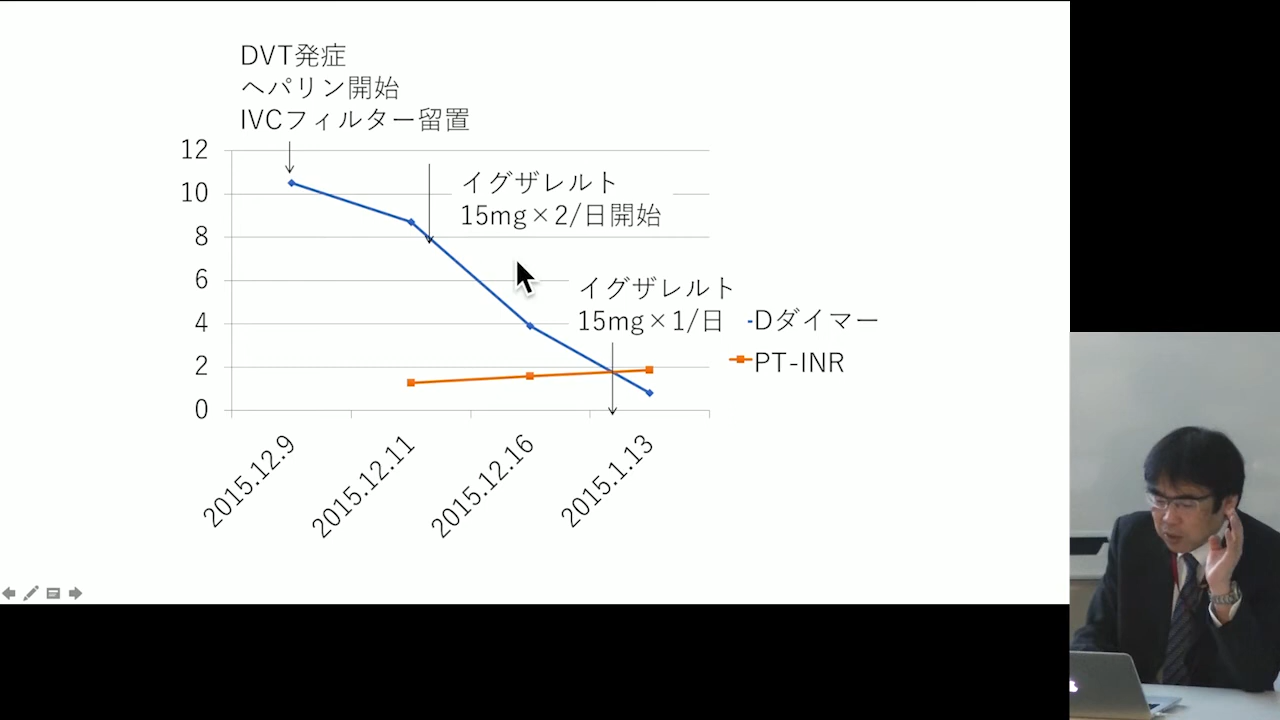 DVT発症
ヘパリン開始
IVCフィルター留置
12
10
8
6
4
2
0
イグザレルト
15mg×2/日開始
イグザレルト
15mg×1/日
Dダイマー
PT-INR
2015.12.9
2015.12.11
2015.12.16
2015.1.13